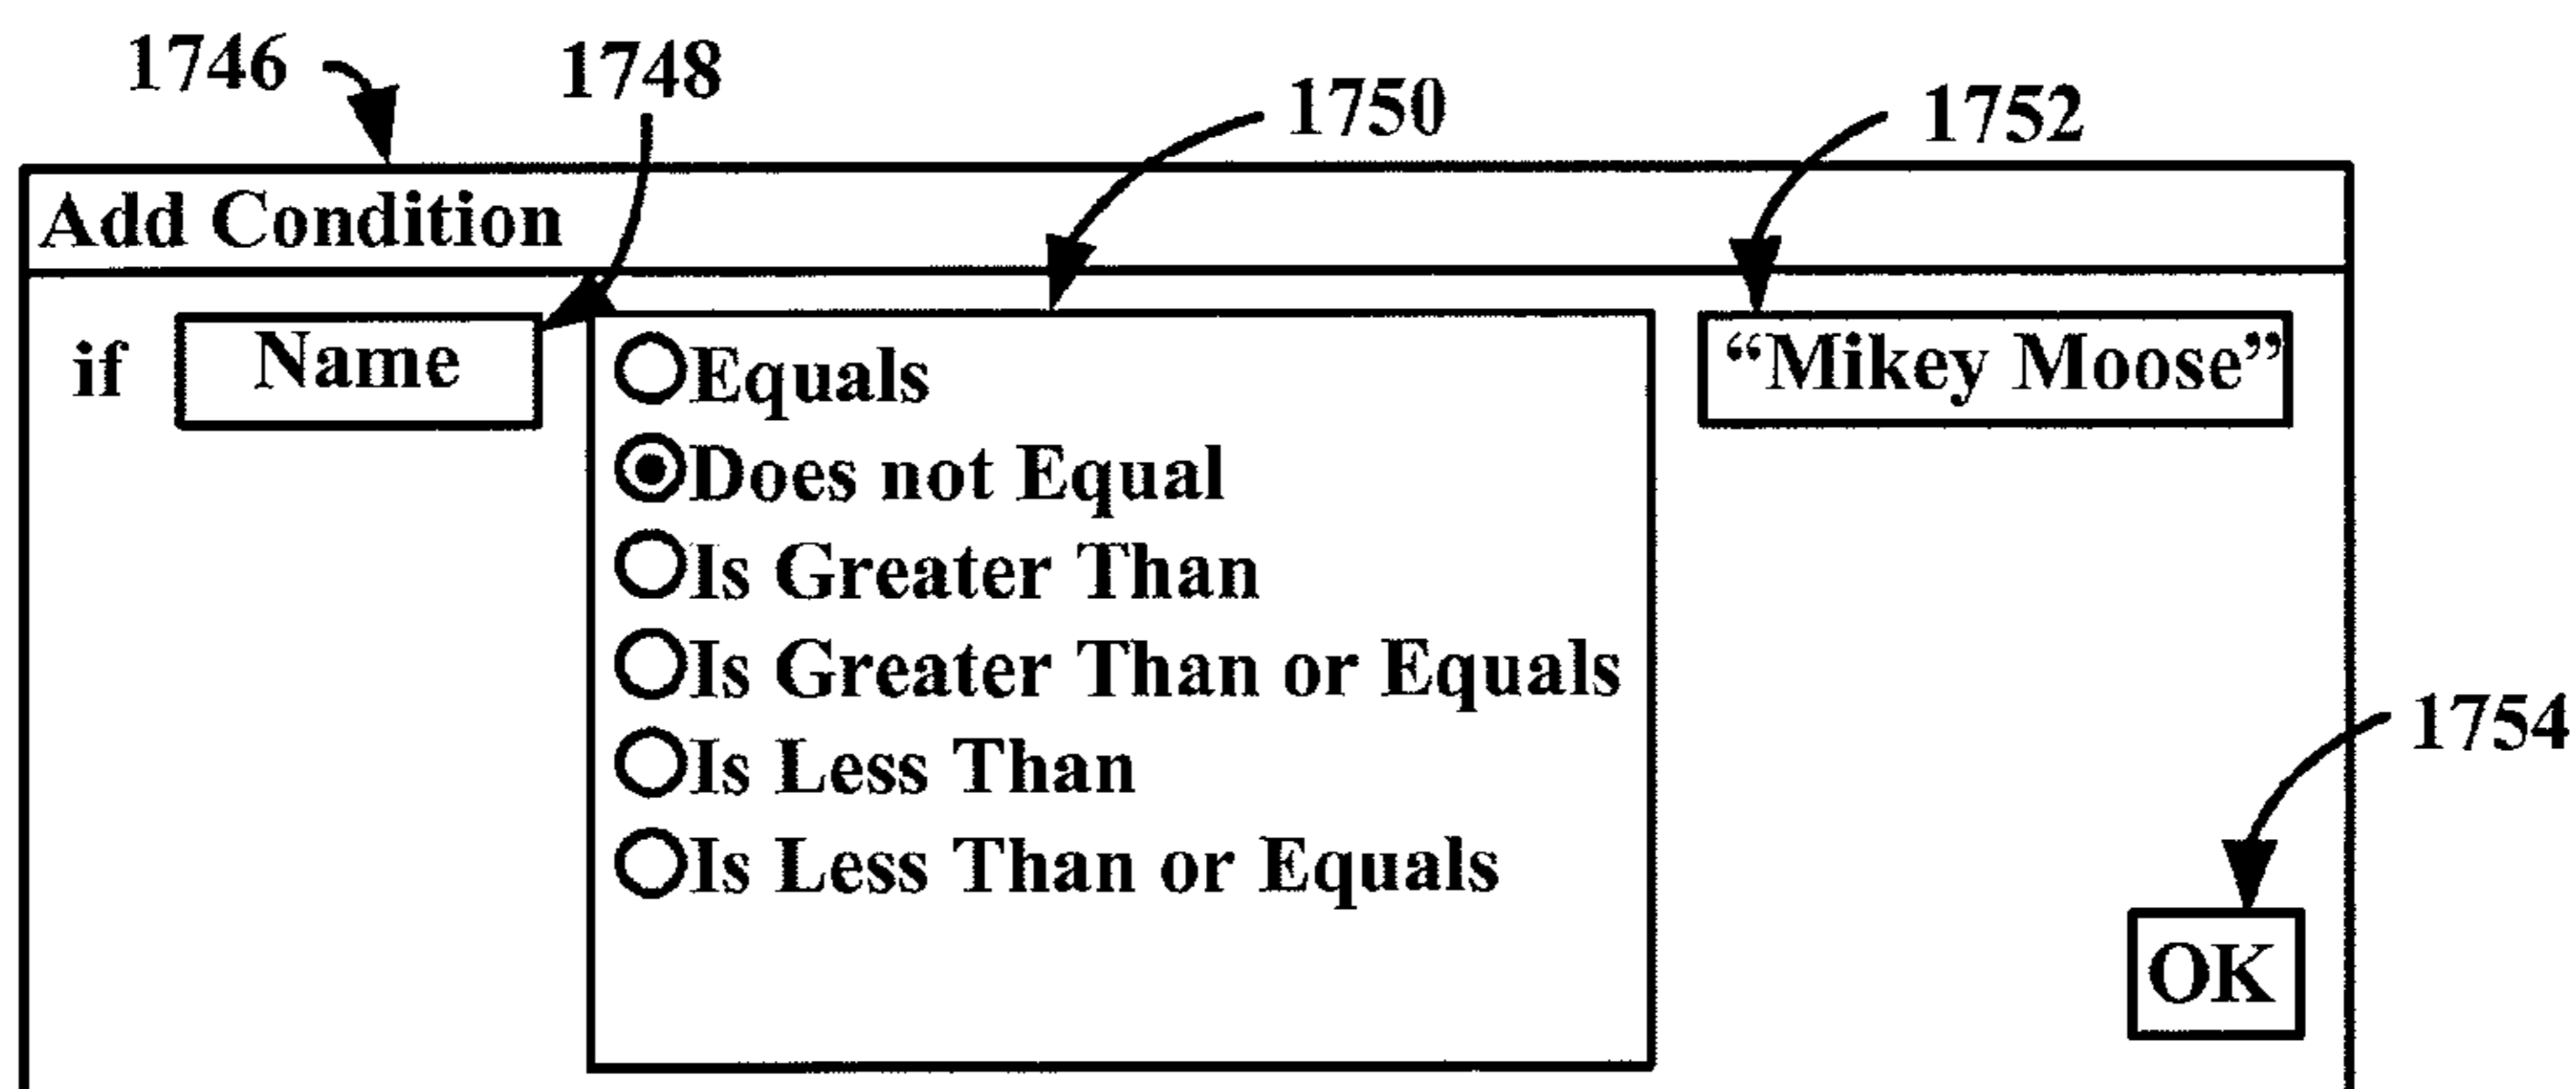 1746 1748 1750 1752
Add Condition
if Name Equals “Mikey Moose”
Does not Equal
Is Greater Than
Is Greater Than or Equals
1754
Is Less Than
Is Less Than or Equals
OK